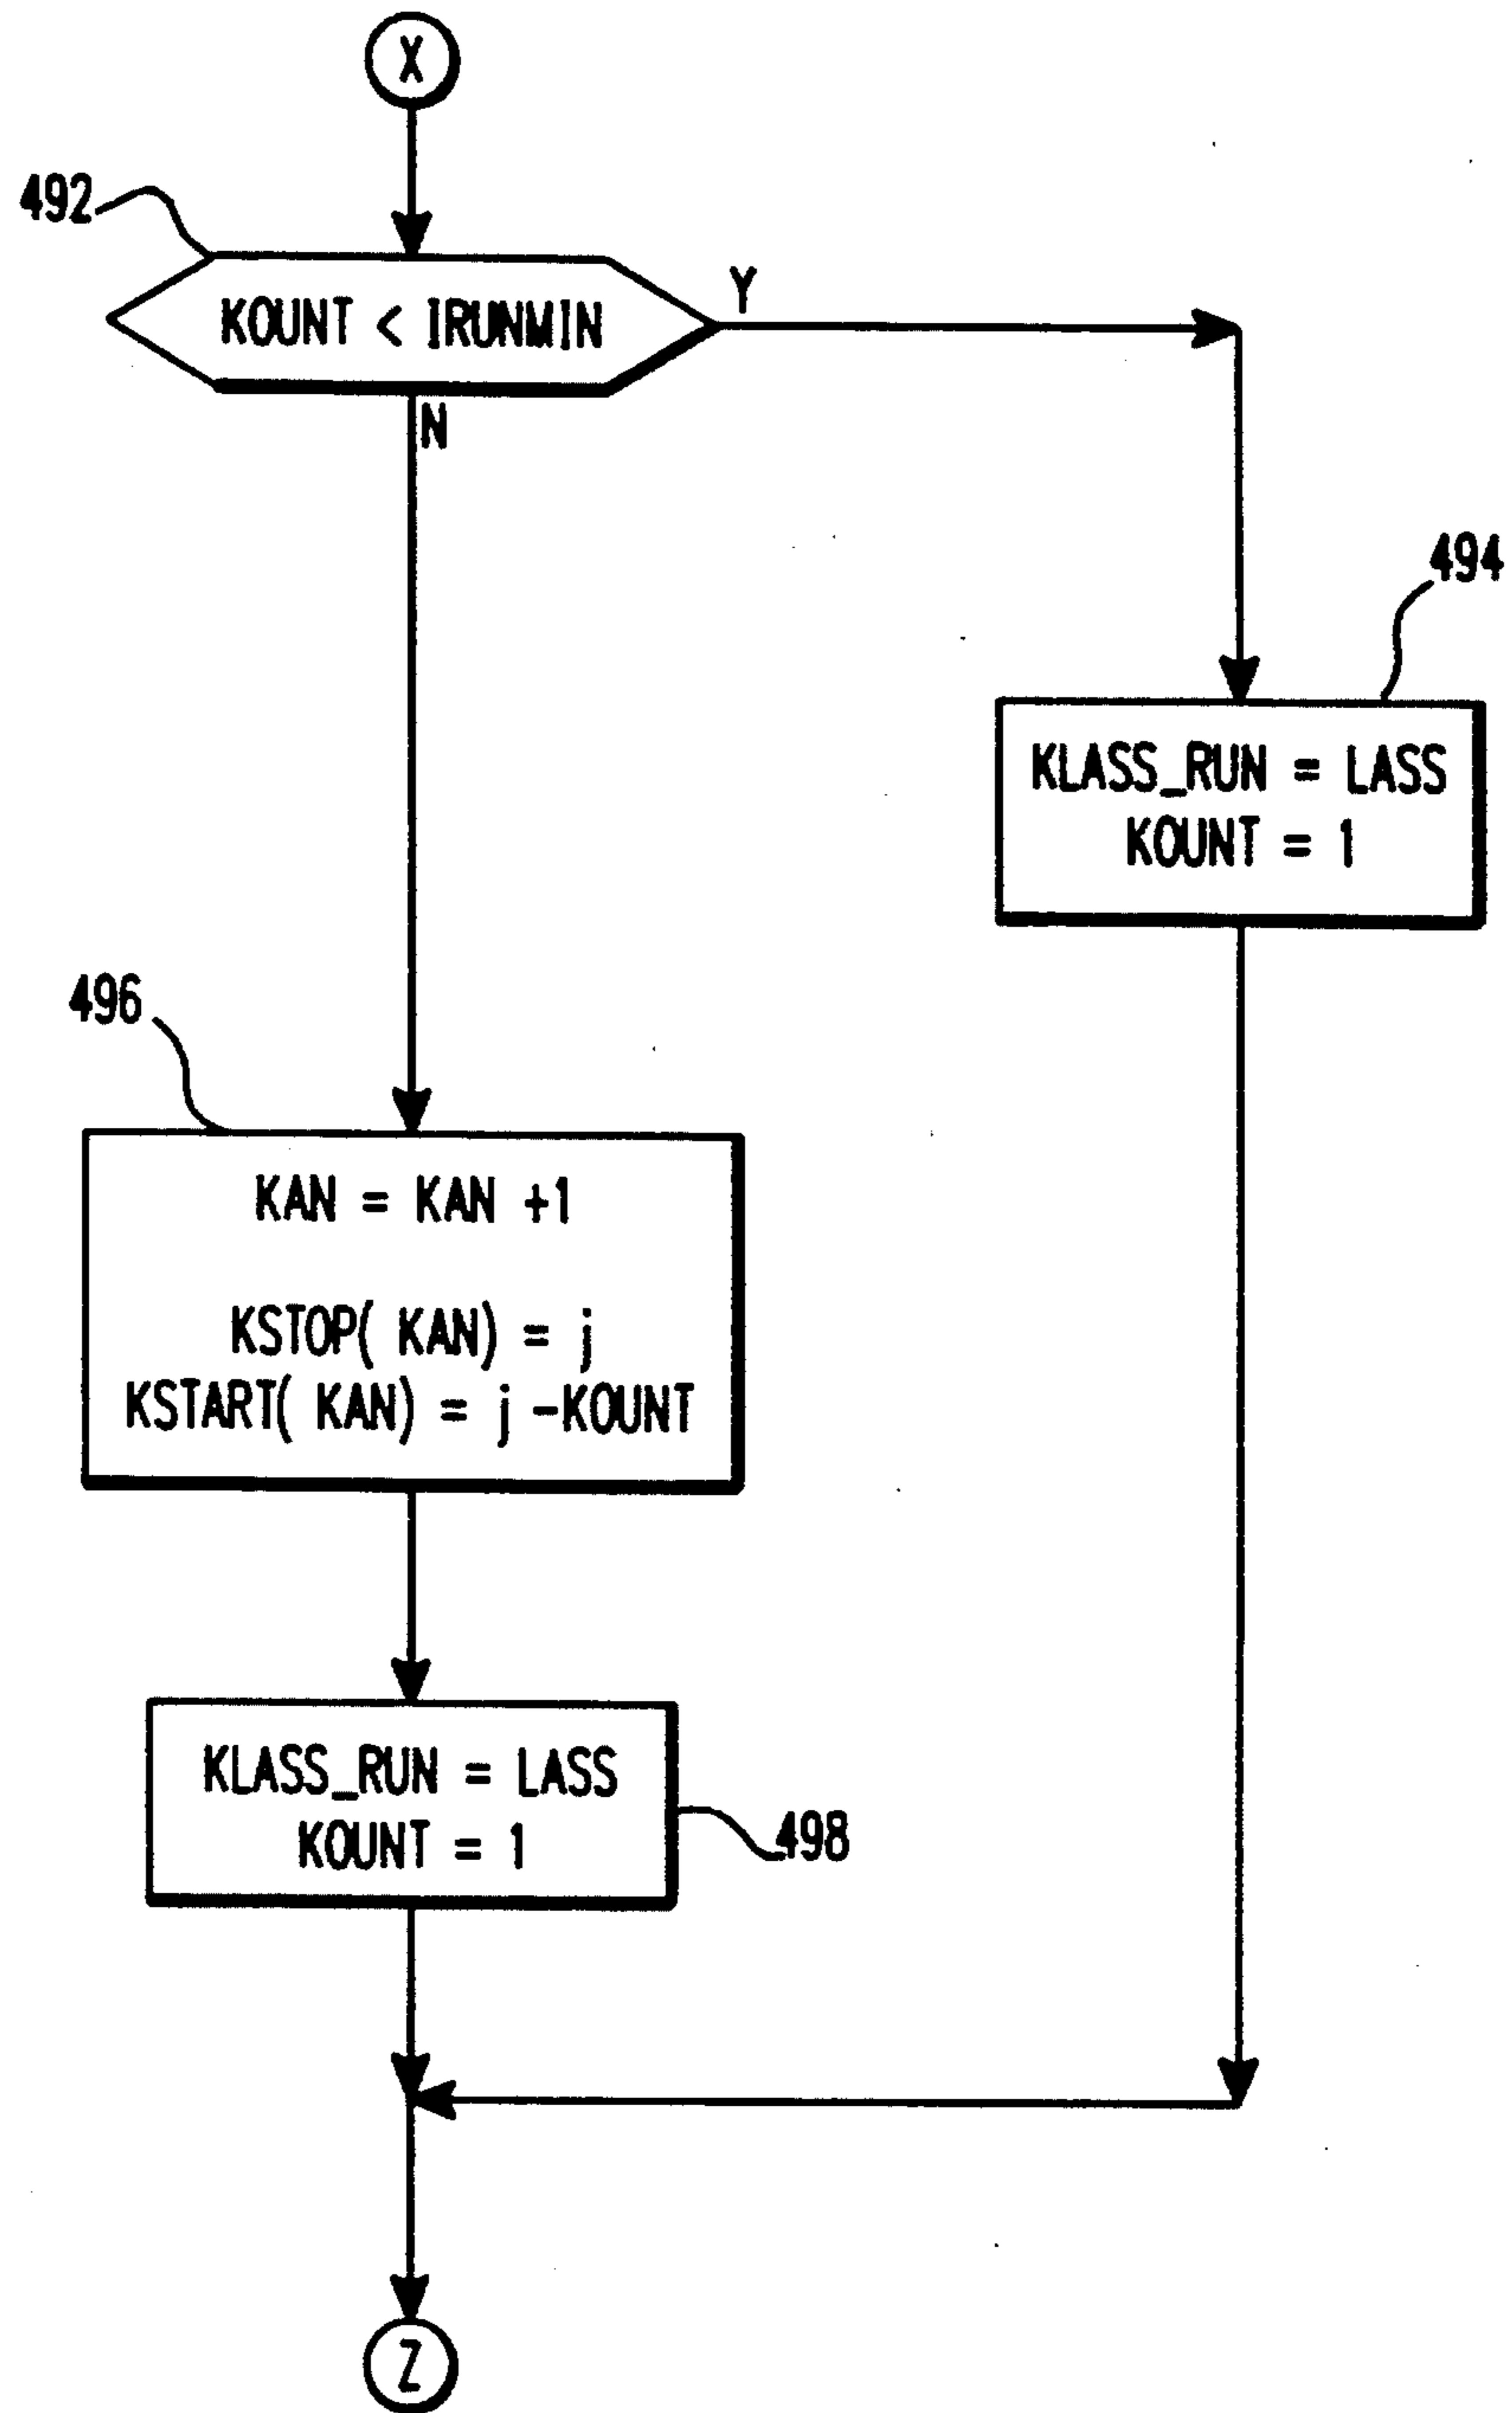 X
492
KOUNT < IRUNMIN
Y
N
494
KLASS_RUN = LASS
KOUNT = 1
496
KAN = KAN +1
KSTOP( KAN) = j
KSTART( KAN) = j -KOUNT
KLASS_RUN = LASS
KOUNT = 1
498
Z